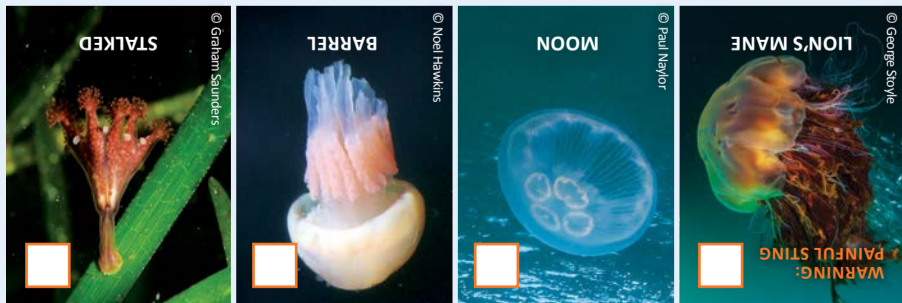 LION'S MANE
© George Stoyle
WARNING:
PAINFUL STING
MOON
© Paul Naylor
BARREL
© Noel Hawkins
STALKED
© Graham Saunders